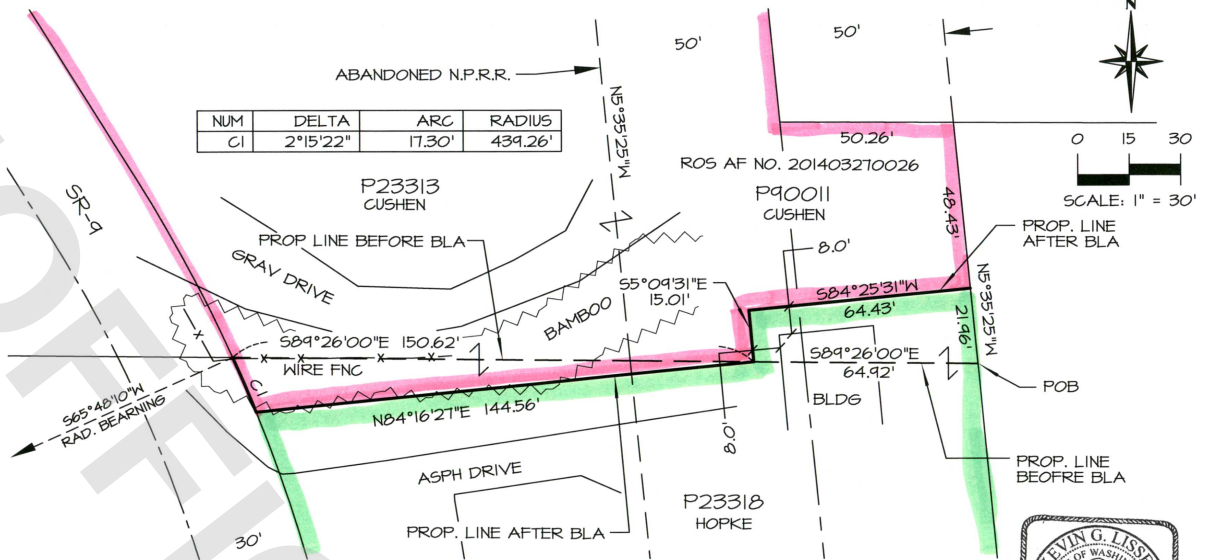 N
50'
50'
ABANDONED N.P.R.R.
N5°35'25"W
NUM DELTA ARC RADIUS
C1 2°15'22" 17.30' 439.26'
50.26'
0 15 30
SCALE: 1" = 30'
ROS AF NO. 201403270026
P23313
CUSHEN
P90011
CUSHEN
48.43'
SR-9
PROP LINE BEFORE BLA
8.0'
PROP. LINE
AFTER BLA
GRAV DRIVE
S5°09'31"E
15.01'
S84°25'31"W
64.43'
N5°35'25"W
21.96'
BAMBOO
S89°26'00"E 150.62'
WIRE FNC
S89°26'00"E
64.92'
POB
C1
S65°48'10"W
RAD. BEARNING
BLDG
N84°16'27"E 144.56'
8.0'
ASPH DRIVE
PROP. LINE
BEOFRE BLA
P23318
HOPKE
PROP. LINE AFTER BLA
30'
EVIN G. LISSE
OF WASHI